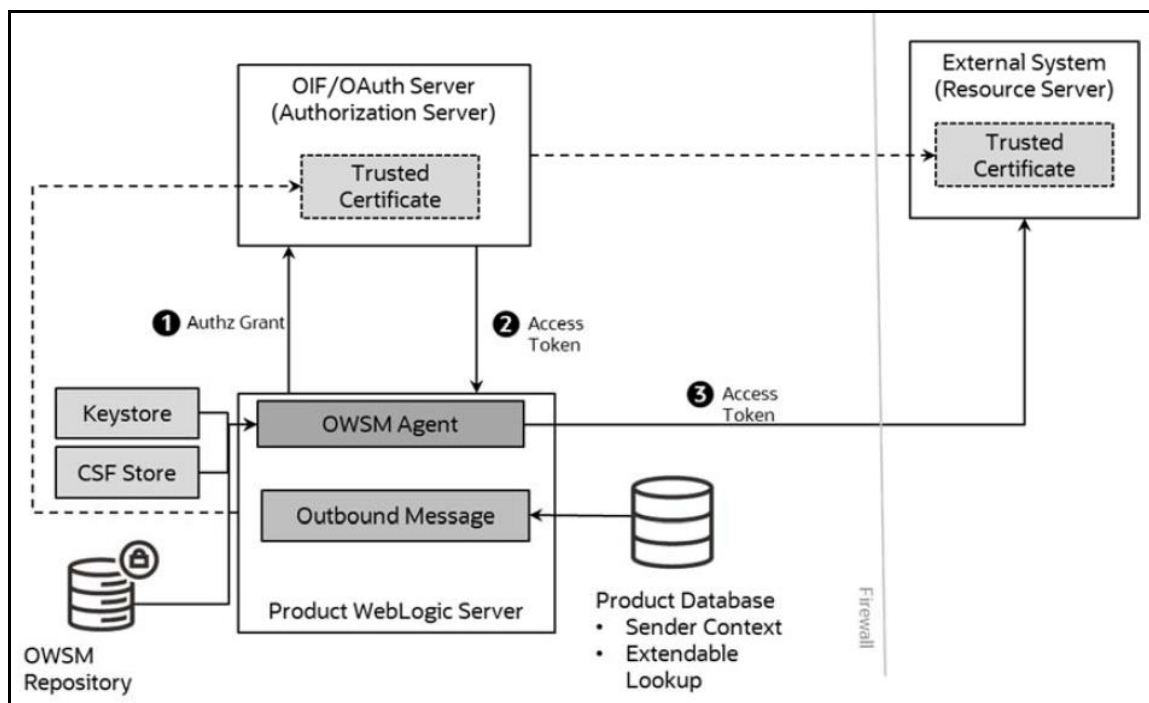 OIF/OAuth Server
(Authorization Server)
Trusted
Certificate
External System
(Resource Server)
Trusted
Certificate
1 Authz Grant
2 Access
Token
3 Access
Token
Keystore
CSF Store
OWSM Agent
Outbound Message
Product WebLogic Server
OWSM
Repository
Product Database
• Sender Context
• Extendable
Lookup
Firewall